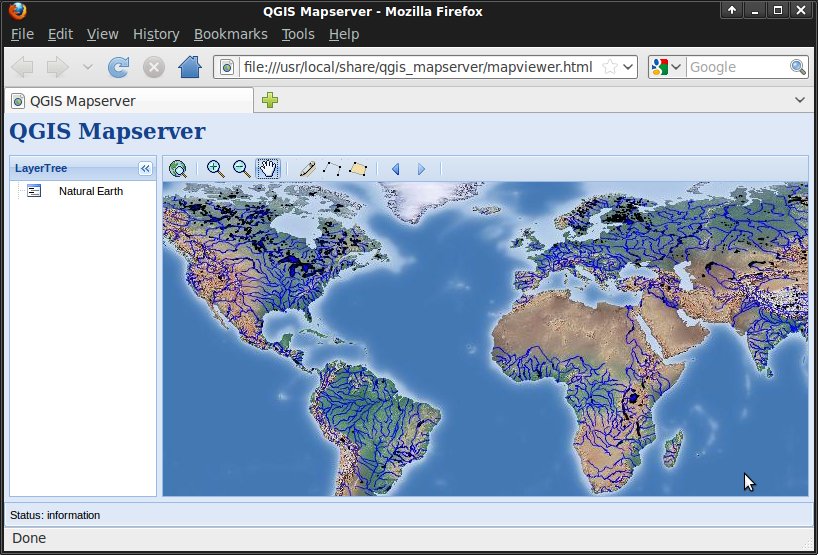 QGIS Mapserver - Mozilla Firefox
File Edit View History Bookmarks Tools Help
file:///usr/local/share/qgis_mapserver/mapviewer.html Google
QGIS Mapserver
QGIS Mapserver
LayerTree
Natural Earth
Status: information
Done